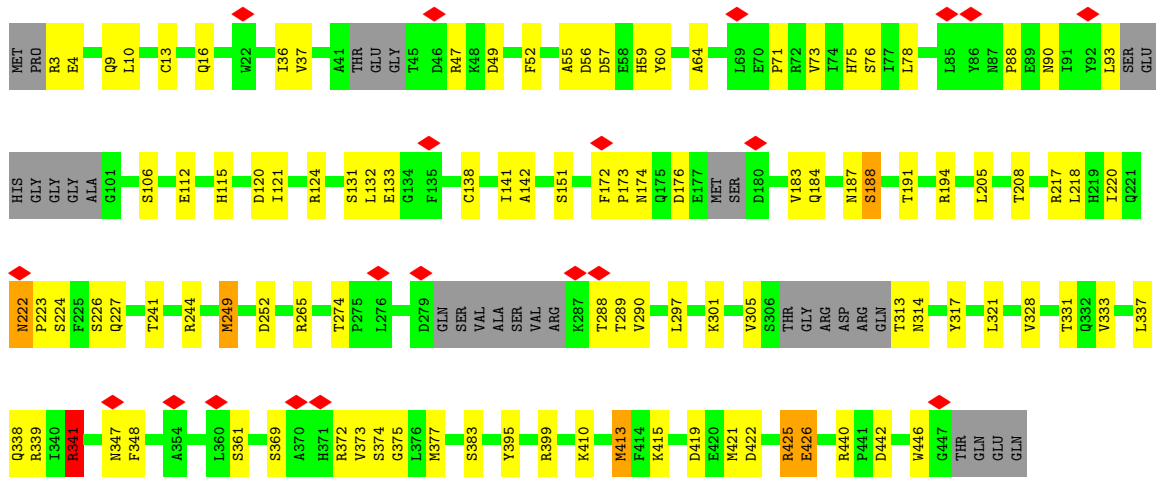 MET PRO R3 E4 Q9 L10 C13 Q16 W22 I36 V37 A41 THR GLU GLY T45 D46 R47 K48 D49 F52 A55 D56 D57 E58 H59 Y60 A64 L69 E70 P71 R72 V73 I74 H75 S76 I77 L78 L85 Y86 N87 P88 E89 N90 I91 Y92 L93 SER GLU
HIS GLY GLY GLY ALA G101 S106 E112 H115 D120 I121 R124 S131 L132 E133 G134 F135 C138 I141 A142 S151 F172 P173 N174 Q175 D176 E177 MET SER D180 V183 Q184 N187 S188 T191 R194 L205 T208 R217 L218 H219 I220 Q221
N222 P223 S224 F225 S226 Q227 T241 R244 M249 D252 R265 T274 P275 L276 D279 GLN SER VAL ALA SER VAL ARG K287 T288 T289 V290 L297 K301 V305 S306 THR GLY ARG ASP ARG GLN T313 N314 Y317 L321 V328 T331 Q332 V333 L337
Q338 R339 I340 R341 N347 F348 A354 L360 S361 S369 A370 H371 R372 V373 S374 G375 L376 M377 S383 Y395 R399 K410 M413 F414 K415 D419 E420 M421 D422 R425 E426 R440 P441 D442 W446 G447 THR GLN GLU GLN